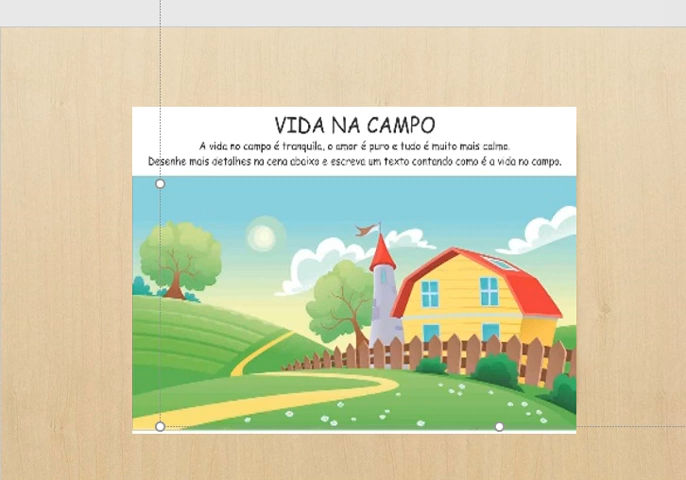 VIDA NA CAMPO
A vida no campo é tranquila, o amor é puro e tudo é muito mais calmo.
Desenhe mais detalhes na cena abaixo e escreva um texto contando como é a vida no campo.